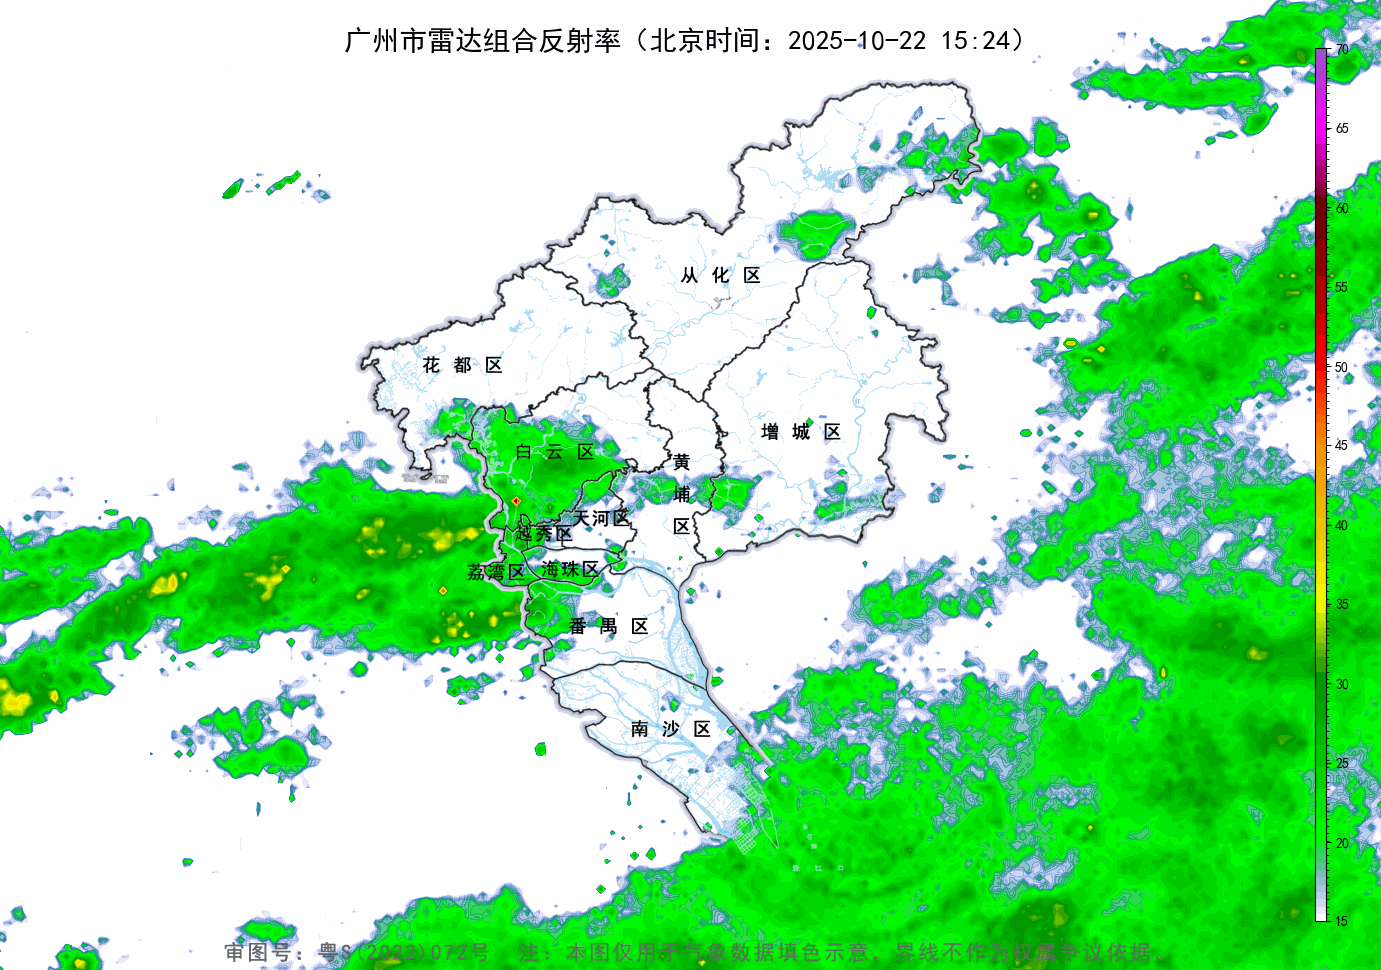 广州市雷达组合反射率（北京时间：2025-10-22 15:24）
70
65
60
从 化 区
55
花 都 区
50
增 城 区
45
白 云 区
黄
埔
区
天河区
40
越秀区
荔湾区
海珠区
35
番 禺 区
30
南 沙 区
25
20
15
审图号：粤S(2022)072号 注：本图仅用于气象数据填色示意，界线不作为权属争议依据。